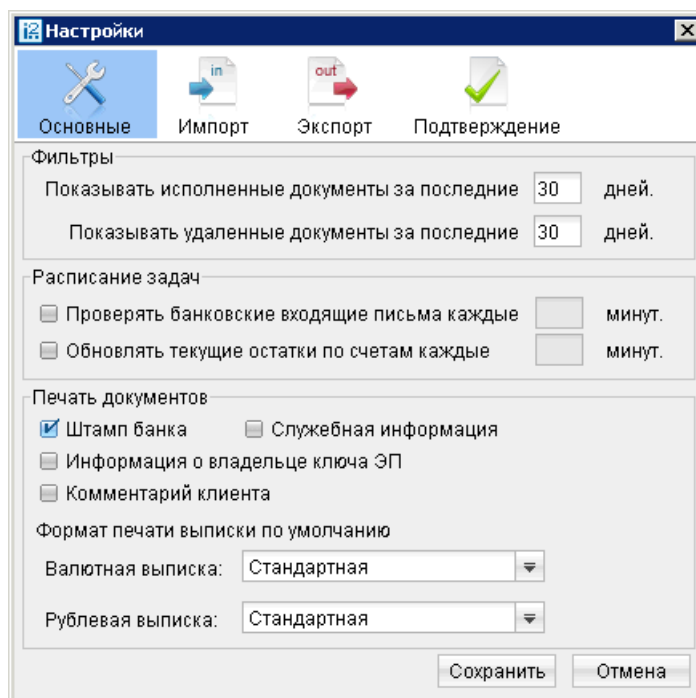 Настройки
in out
Основные Импорт Экспорт Подтверждение
Фильтры
Показывать исполненные документы за последние 30 дней.
Показывать удаленные документы за последние 30 дней.
Расписание задач
Проверять банковские входящие письма каждые минут.
Обновлять текущие остатки по счетам каждые минут.
Печать документов
Штамп банка Служебная информация
Информация о владельце ключа ЭП
Комментарий клиента
Формат печати выписки по умолчанию
Валютная выписка: Стандартная
Рублевая выписка: Стандартная
Сохранить Отмена